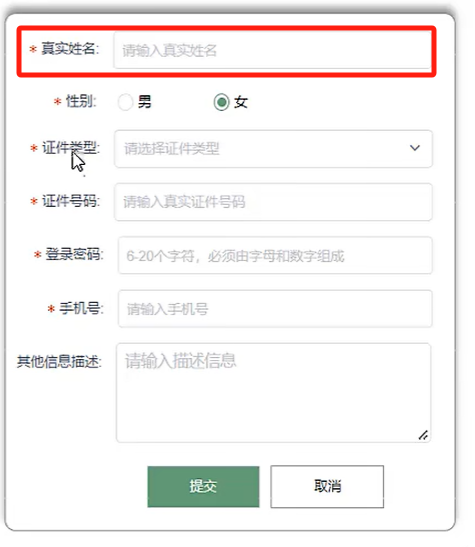 * 真实姓名: 请输入真实姓名
* 性别: 男 女
* 证件类型: 请选择证件类型
* 证件号码: 请输入真实证件号码
* 登录密码: 6-20个字符，必须由字母和数字组成
* 手机号: 请输入手机号
其他信息描述: 请输入描述信息
提交 取消